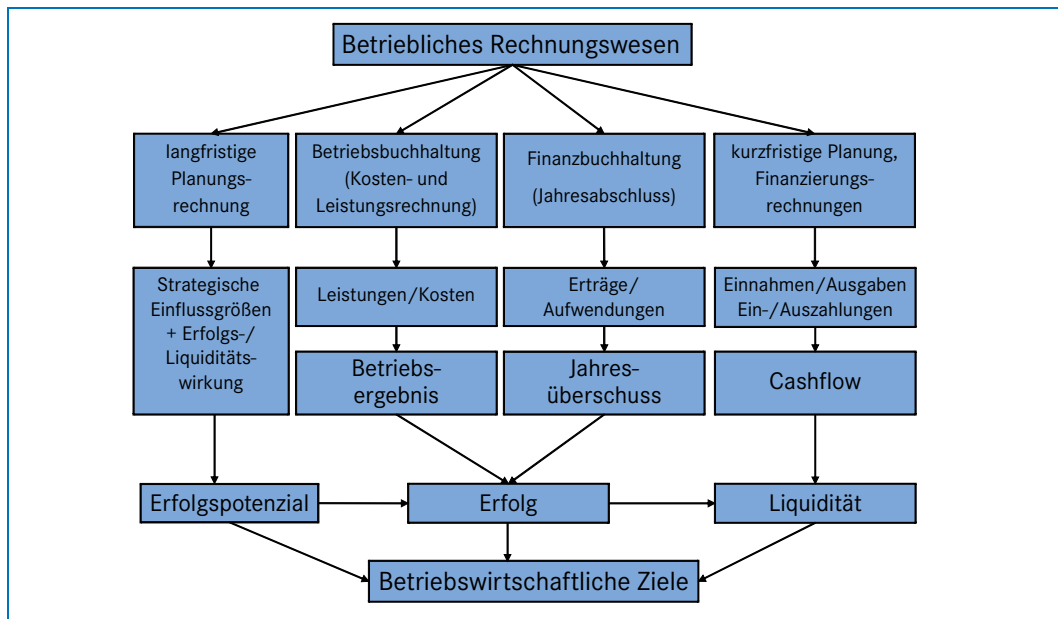 Betriebliches Rechnungswesen
langfristige
Planungs-
rechnung
Betriebsbuchhaltung
(Kosten- und
Leistungsrechnung)
Finanzbuchhaltung
(Jahresabschluss)
kurzfristige Planung,
Finanzierungs-
rechnungen
Strategische
Einflussgrößen
+ Erfolgs-/
Liquiditäts-
wirkung
Leistungen/Kosten
Erträge/
Aufwendungen
Einnahmen/Ausgaben
Ein-/Auszahlungen
Betriebs-
ergebnis
Jahres-
überschuss
Cashflow
Erfolgspotenzial
Erfolg
Liquidität
Betriebswirtschaftliche Ziele